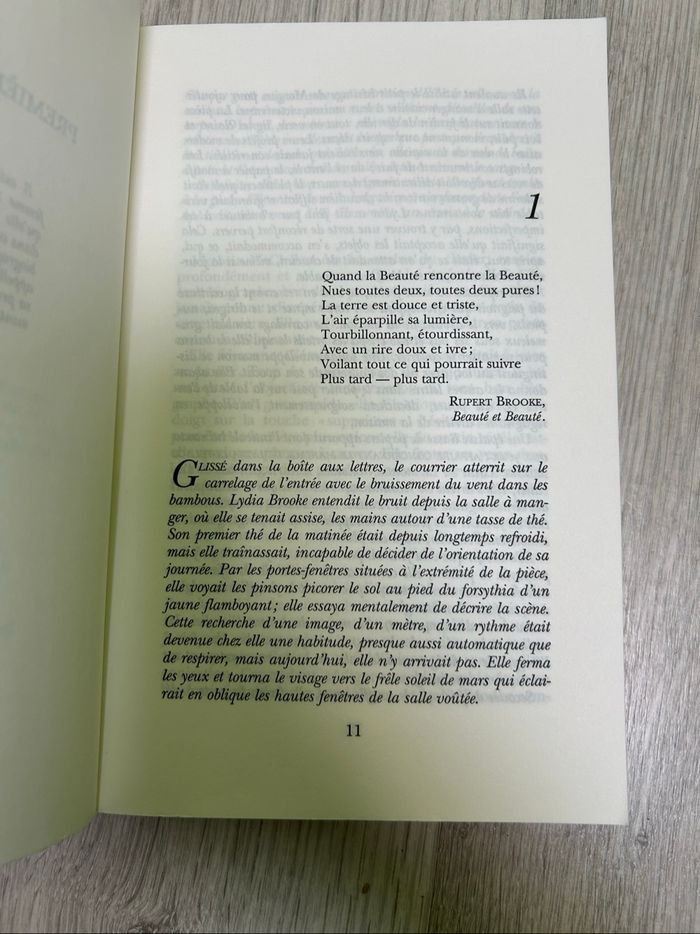 PREMIÈ
1
Quand la Beauté rencontre la Beauté,
Nues toutes deux, toutes deux pures !
La terre est douce et triste,
L'air éparpille sa lumière,
Tourbillonnant, étourdissant,
Avec un rire doux et ivre ;
Voilant tout ce qui pourrait suivre
Plus tard — plus tard.
RUPERT BROOKE,
Beauté et Beauté.
GLISSÉ dans la boîte aux lettres, le courrier atterrit sur le
carrelage de l'entrée avec le bruissement du vent dans les
bambous. Lydia Brooke entendit le bruit depuis la salle à man-
ger, où elle se tenait assise, les mains autour d'une tasse de thé.
Son premier thé de la matinée était depuis longtemps refroidi,
mais elle traînassait, incapable de décider de l'orientation de sa
journée. Par les portes-fenêtres situées à l'extrémité de la pièce,
elle voyait les pinsons picorer le sol au pied du forsythia d'un
jaune flamboyant ; elle essaya mentalement de décrire la scène.
Cette recherche d'une image, d'un mètre, d'un rythme était
devenue chez elle une habitude, presque aussi automatique que
de respirer, mais aujourd'hui, elle n'y arrivait pas. Elle ferma
les yeux et tourna le visage vers le frêle soleil de mars qui éclai-
rait en oblique les hautes fenêtres de la salle voûtée.
11